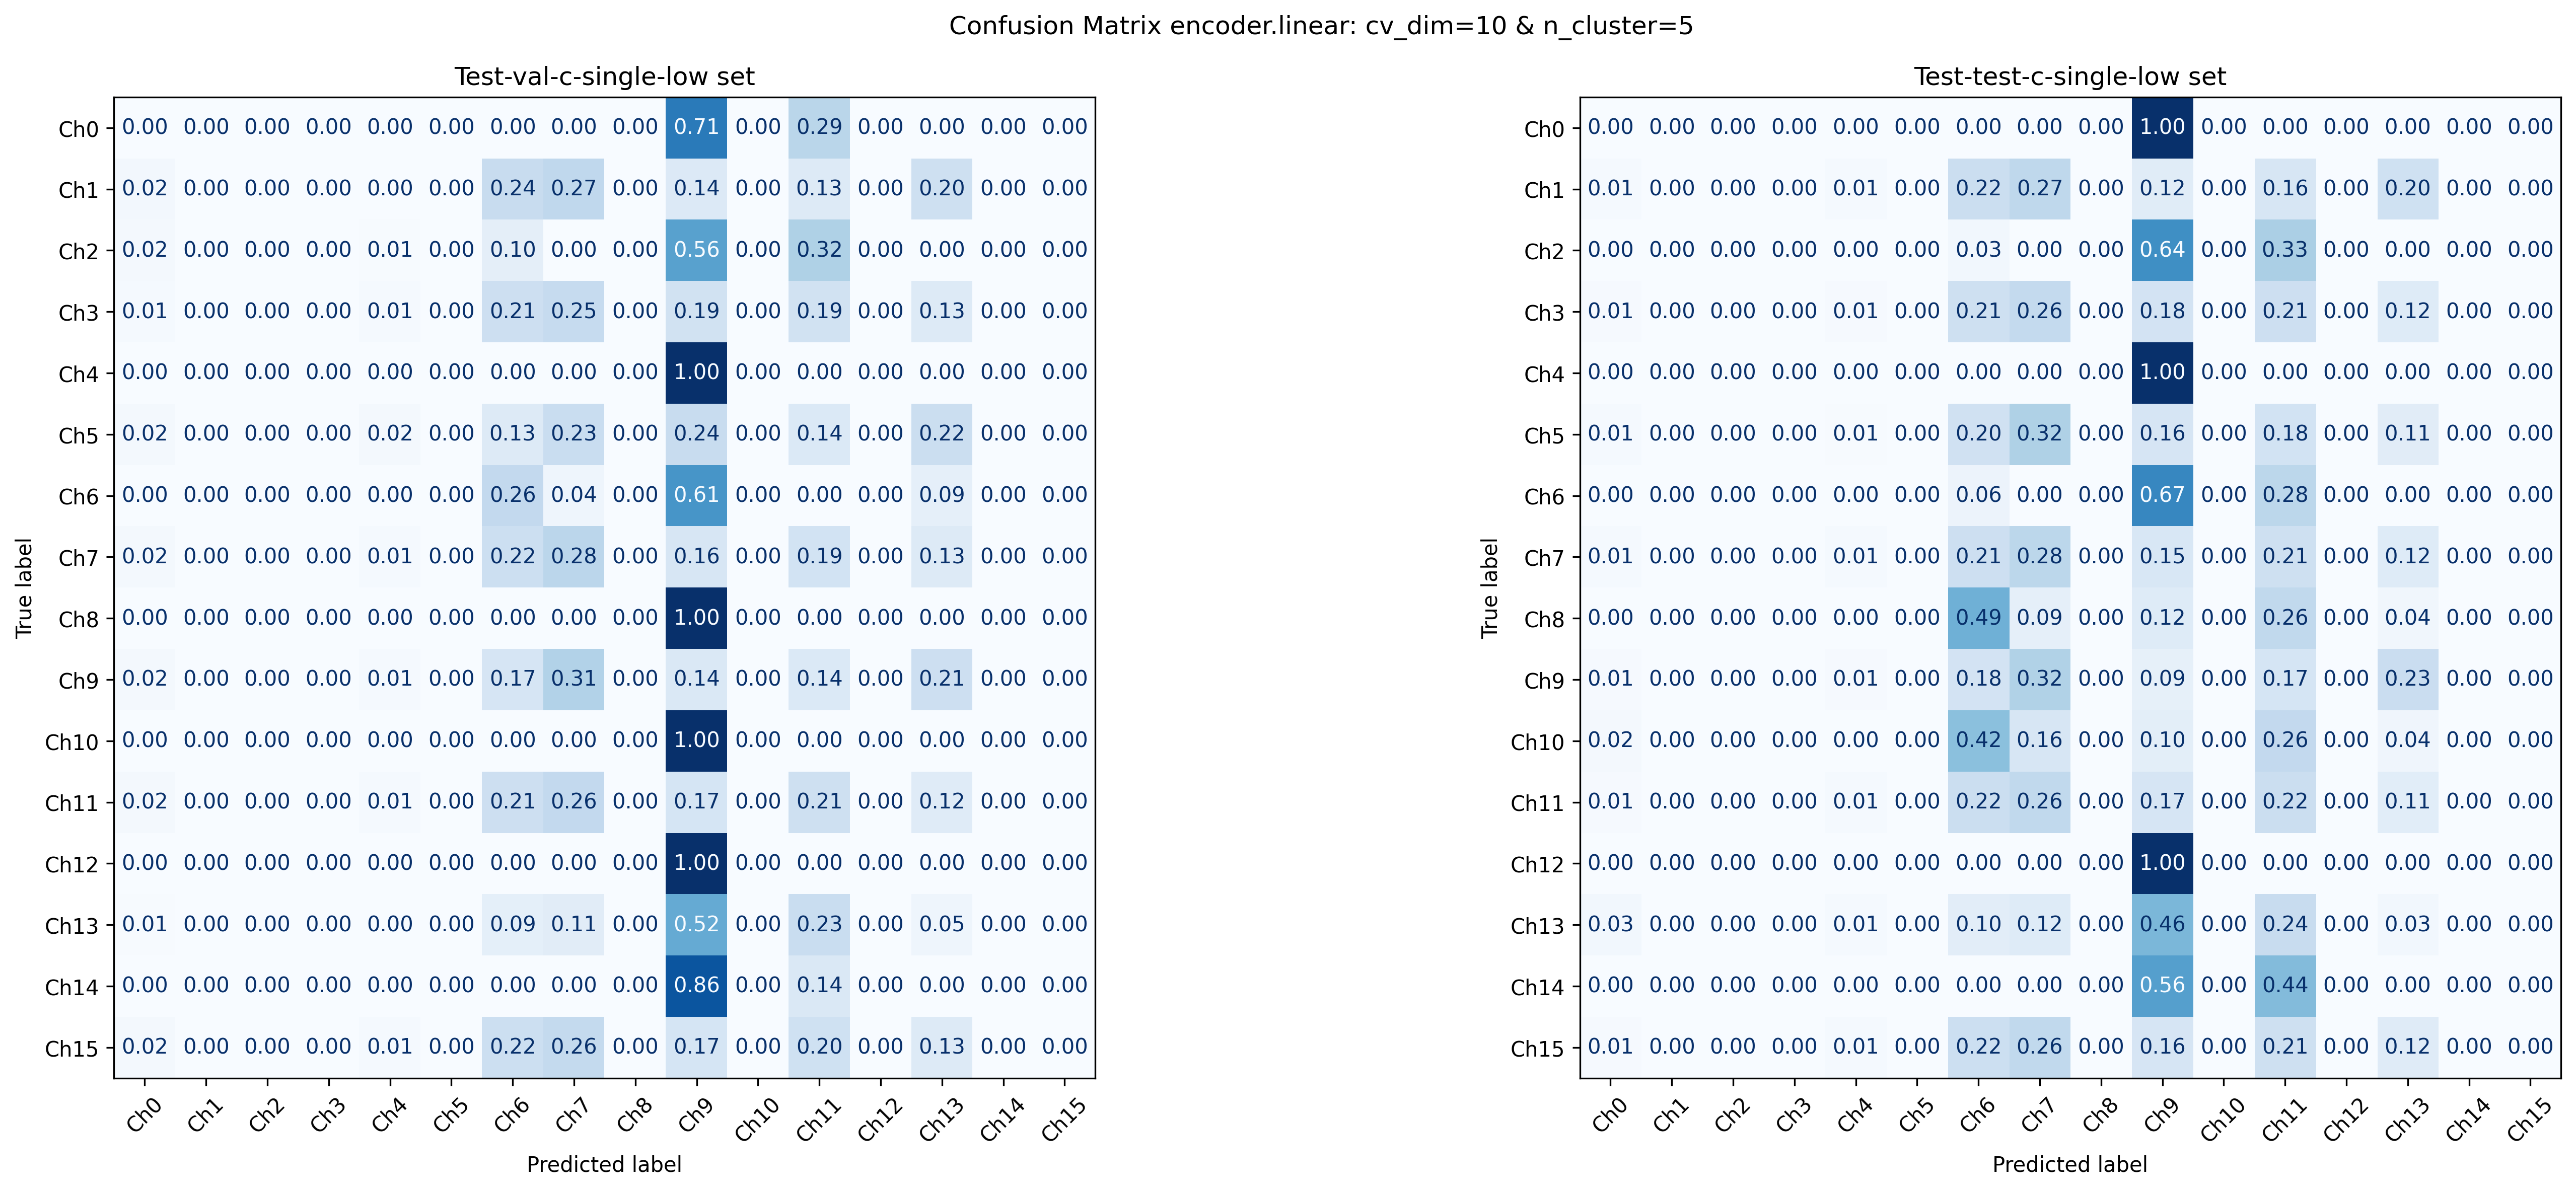 Confusion Matrix encoder.linear: cv_dim=10 & n_cluster=5
Test-val-c-single-low set
True label
Ch0 0.00 0.00 0.00 0.00 0.00 0.00 0.00 0.00 0.00 0.71 0.00 0.29 0.00 0.00 0.00 0.00
Ch1 0.02 0.00 0.00 0.00 0.00 0.00 0.24 0.27 0.00 0.14 0.00 0.13 0.00 0.20 0.00 0.00
Ch2 0.02 0.00 0.00 0.00 0.01 0.00 0.10 0.00 0.00 0.56 0.00 0.32 0.00 0.00 0.00 0.00
Ch3 0.01 0.00 0.00 0.00 0.01 0.00 0.21 0.25 0.00 0.19 0.00 0.19 0.00 0.13 0.00 0.00
Ch4 0.00 0.00 0.00 0.00 0.00 0.00 0.00 0.00 0.00 1.00 0.00 0.00 0.00 0.00 0.00 0.00
Ch5 0.02 0.00 0.00 0.00 0.02 0.00 0.13 0.23 0.00 0.24 0.00 0.14 0.00 0.22 0.00 0.00
Ch6 0.00 0.00 0.00 0.00 0.00 0.00 0.26 0.04 0.00 0.61 0.00 0.00 0.00 0.09 0.00 0.00
Ch7 0.02 0.00 0.00 0.00 0.01 0.00 0.22 0.28 0.00 0.16 0.00 0.19 0.00 0.13 0.00 0.00
Ch8 0.00 0.00 0.00 0.00 0.00 0.00 0.00 0.00 0.00 1.00 0.00 0.00 0.00 0.00 0.00 0.00
Ch9 0.02 0.00 0.00 0.00 0.01 0.00 0.17 0.31 0.00 0.14 0.00 0.14 0.00 0.21 0.00 0.00
Ch10 0.00 0.00 0.00 0.00 0.00 0.00 0.00 0.00 0.00 1.00 0.00 0.00 0.00 0.00 0.00 0.00
Ch11 0.02 0.00 0.00 0.00 0.01 0.00 0.21 0.26 0.00 0.17 0.00 0.21 0.00 0.12 0.00 0.00
Ch12 0.00 0.00 0.00 0.00 0.00 0.00 0.00 0.00 0.00 1.00 0.00 0.00 0.00 0.00 0.00 0.00
Ch13 0.01 0.00 0.00 0.00 0.00 0.00 0.09 0.11 0.00 0.52 0.00 0.23 0.00 0.05 0.00 0.00
Ch14 0.00 0.00 0.00 0.00 0.00 0.00 0.00 0.00 0.00 0.86 0.00 0.14 0.00 0.00 0.00 0.00
Ch15 0.02 0.00 0.00 0.00 0.01 0.00 0.22 0.26 0.00 0.17 0.00 0.20 0.00 0.13 0.00 0.00
Ch0 Ch1 Ch2 Ch3 Ch4 Ch5 Ch6 Ch7 Ch8 Ch9 Ch10 Ch11 Ch12 Ch13 Ch14 Ch15
Predicted label
Test-test-c-single-low set
True label
Ch0 0.00 0.00 0.00 0.00 0.00 0.00 0.00 0.00 0.00 1.00 0.00 0.00 0.00 0.00 0.00 0.00
Ch1 0.01 0.00 0.00 0.00 0.01 0.00 0.22 0.27 0.00 0.12 0.00 0.16 0.00 0.20 0.00 0.00
Ch2 0.00 0.00 0.00 0.00 0.00 0.00 0.03 0.00 0.00 0.64 0.00 0.33 0.00 0.00 0.00 0.00
Ch3 0.01 0.00 0.00 0.00 0.01 0.00 0.21 0.26 0.00 0.18 0.00 0.21 0.00 0.12 0.00 0.00
Ch4 0.00 0.00 0.00 0.00 0.00 0.00 0.00 0.00 0.00 1.00 0.00 0.00 0.00 0.00 0.00 0.00
Ch5 0.01 0.00 0.00 0.00 0.01 0.00 0.20 0.32 0.00 0.16 0.00 0.18 0.00 0.11 0.00 0.00
Ch6 0.00 0.00 0.00 0.00 0.00 0.00 0.06 0.00 0.00 0.67 0.00 0.28 0.00 0.00 0.00 0.00
Ch7 0.01 0.00 0.00 0.00 0.01 0.00 0.21 0.28 0.00 0.15 0.00 0.21 0.00 0.12 0.00 0.00
Ch8 0.00 0.00 0.00 0.00 0.00 0.00 0.49 0.09 0.00 0.12 0.00 0.26 0.00 0.04 0.00 0.00
Ch9 0.01 0.00 0.00 0.00 0.01 0.00 0.18 0.32 0.00 0.09 0.00 0.17 0.00 0.23 0.00 0.00
Ch10 0.02 0.00 0.00 0.00 0.00 0.00 0.42 0.16 0.00 0.10 0.00 0.26 0.00 0.04 0.00 0.00
Ch11 0.01 0.00 0.00 0.00 0.01 0.00 0.22 0.26 0.00 0.17 0.00 0.22 0.00 0.11 0.00 0.00
Ch12 0.00 0.00 0.00 0.00 0.00 0.00 0.00 0.00 0.00 1.00 0.00 0.00 0.00 0.00 0.00 0.00
Ch13 0.03 0.00 0.00 0.00 0.01 0.00 0.10 0.12 0.00 0.46 0.00 0.24 0.00 0.03 0.00 0.00
Ch14 0.00 0.00 0.00 0.00 0.00 0.00 0.00 0.00 0.00 0.56 0.00 0.44 0.00 0.00 0.00 0.00
Ch15 0.01 0.00 0.00 0.00 0.01 0.00 0.22 0.26 0.00 0.16 0.00 0.21 0.00 0.12 0.00 0.00
Ch0 Ch1 Ch2 Ch3 Ch4 Ch5 Ch6 Ch7 Ch8 Ch9 Ch10 Ch11 Ch12 Ch13 Ch14 Ch15
Predicted label